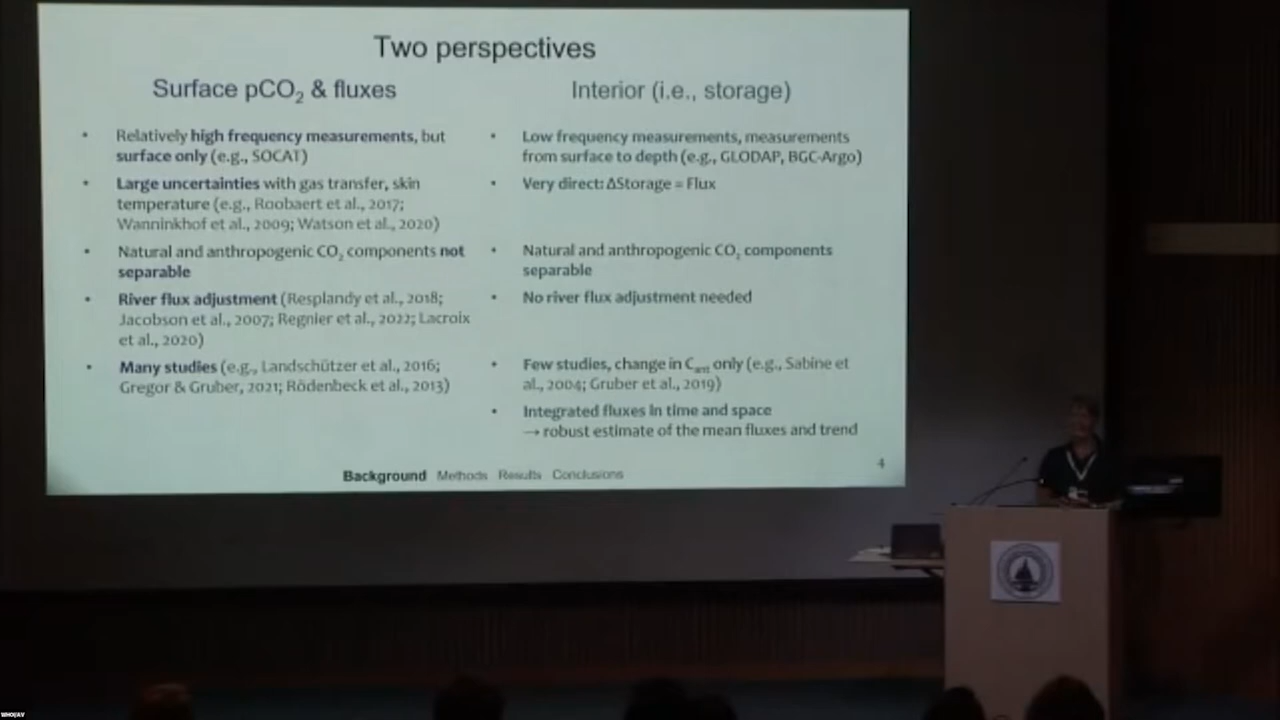 Two perspectives
Surface pCO₂ & fluxes
• Relatively high frequency measurements, but
surface only (e.g., SOCAT)
• Large uncertainties with gas transfer, skin
temperature (e.g., Roobaert et al., 2017;
Wanninkhof et al., 2009; Watson et al., 2020)
• Natural and anthropogenic CO₂ components not
separable
• River flux adjustment (Resplandy et al., 2018;
Jacobson et al., 2007; Regnier et al., 2022; Lacroix
et al., 2020)
• Many studies (e.g., Landschützer et al., 2016;
Gregor & Gruber, 2021; Rödenbeck et al., 2013)
Interior (i.e., storage)
• Low frequency measurements, measurements
from surface to depth (e.g., GLODAP, BGC-Argo)
• Very direct: ΔStorage = Flux
• Natural and anthropogenic CO₂ components
separable
• No river flux adjustment needed
• Few studies, change in Cant only (e.g., Sabine et
al., 2004; Gruber et al., 2019)
• Integrated fluxes in time and space
→ robust estimate of the mean fluxes and trend
4
Background Methods Results Conclusions
WHOI/AV